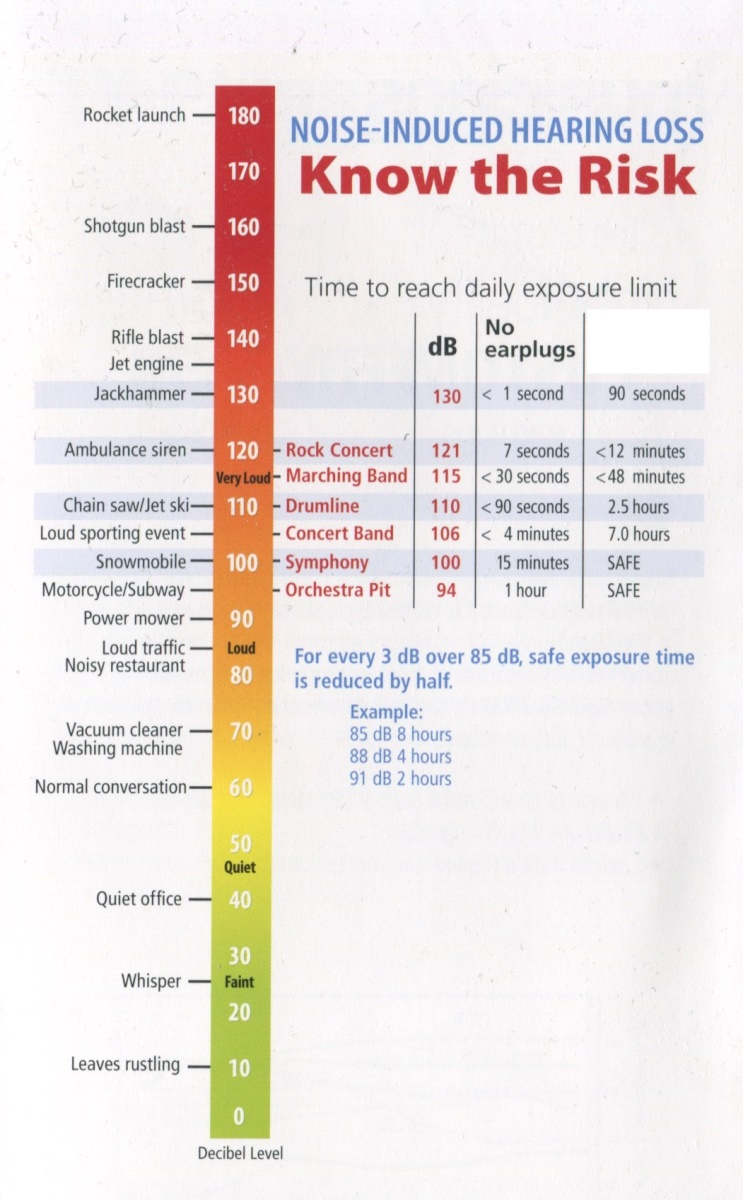 NOISE-INDUCED HEARING LOSS
Know the Risk
Time to reach daily exposure limit
dB No earplugs
130 < 1 second 90 seconds
Rock Concert 121 7 seconds <12 minutes
Marching Band 115 < 30 seconds <48 minutes
Drumline 110 < 90 seconds 2.5 hours
Concert Band 106 < 4 minutes 7.0 hours
Symphony 100 15 minutes SAFE
Orchestra Pit 94 1 hour SAFE
For every 3 dB over 85 dB, safe exposure time
is reduced by half.
Example:
85 dB 8 hours
88 dB 4 hours
91 dB 2 hours
Rocket launch 180
170
Shotgun blast 160
Firecracker 150
Rifle blast 140
Jet engine
Jackhammer 130
Ambulance siren 120
Very Loud
Chain saw/Jet ski 110
Loud sporting event
Snowmobile 100
Motorcycle/Subway
Power mower 90
Loud traffic Loud
Noisy restaurant
80
Vacuum cleaner 70
Washing machine
Normal conversation 60
50
Quiet
Quiet office 40
30
Whisper Faint
20
Leaves rustling 10
0
Decibel Level